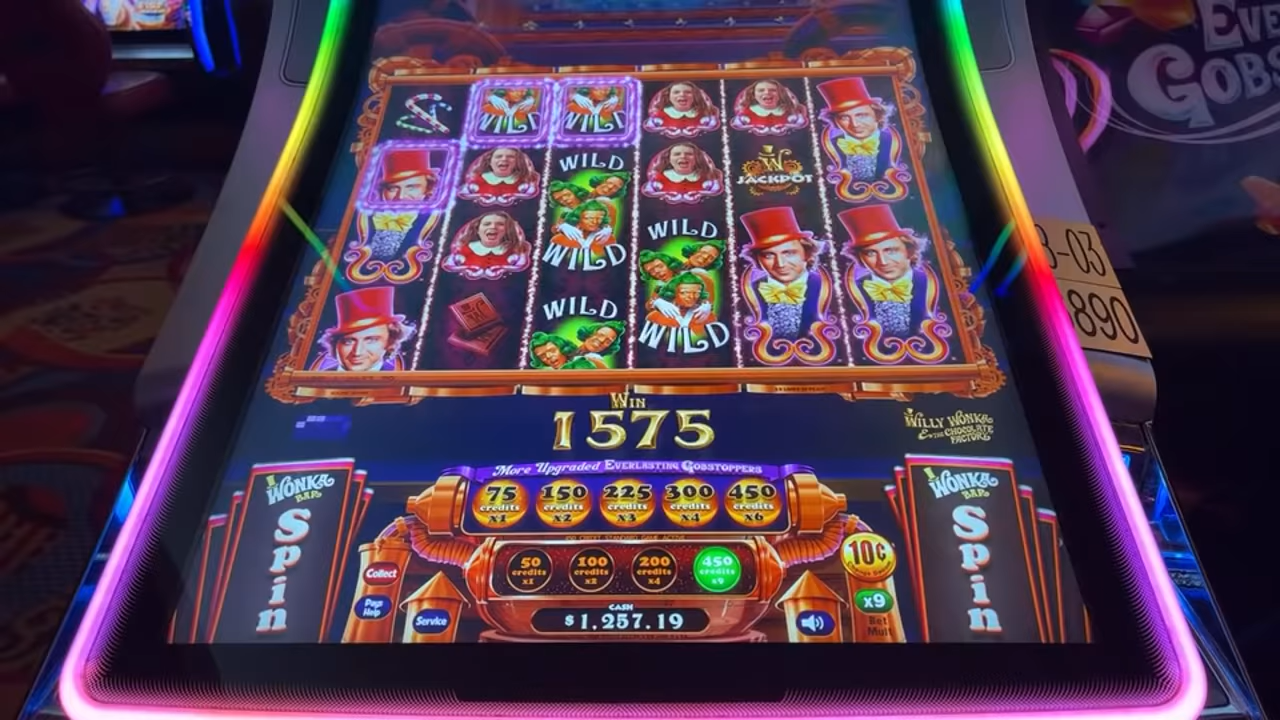 EVE
GOBS
WILD
WILD
WILD
W
JACKPOT
WILD
WILD
WILD
WILD
3-03
890
WIN
1575
WILLY WONKA
& THE CHOCOLATE
FACTORY
MORE UPGRADED EVERLASTING GOBSTOPPERS
75 credits x1
150 credits x2
225 credits x3
300 credits x4
450 credits x6
WONKA
BAR
Spin
WONKA
BAR
Spin
50 credits x1
100 credits x2
200 credits x4
450 credits x9
10¢
Collect
Pays
Help
Service
x9
Bet
Mult
CASH
$1,257.19